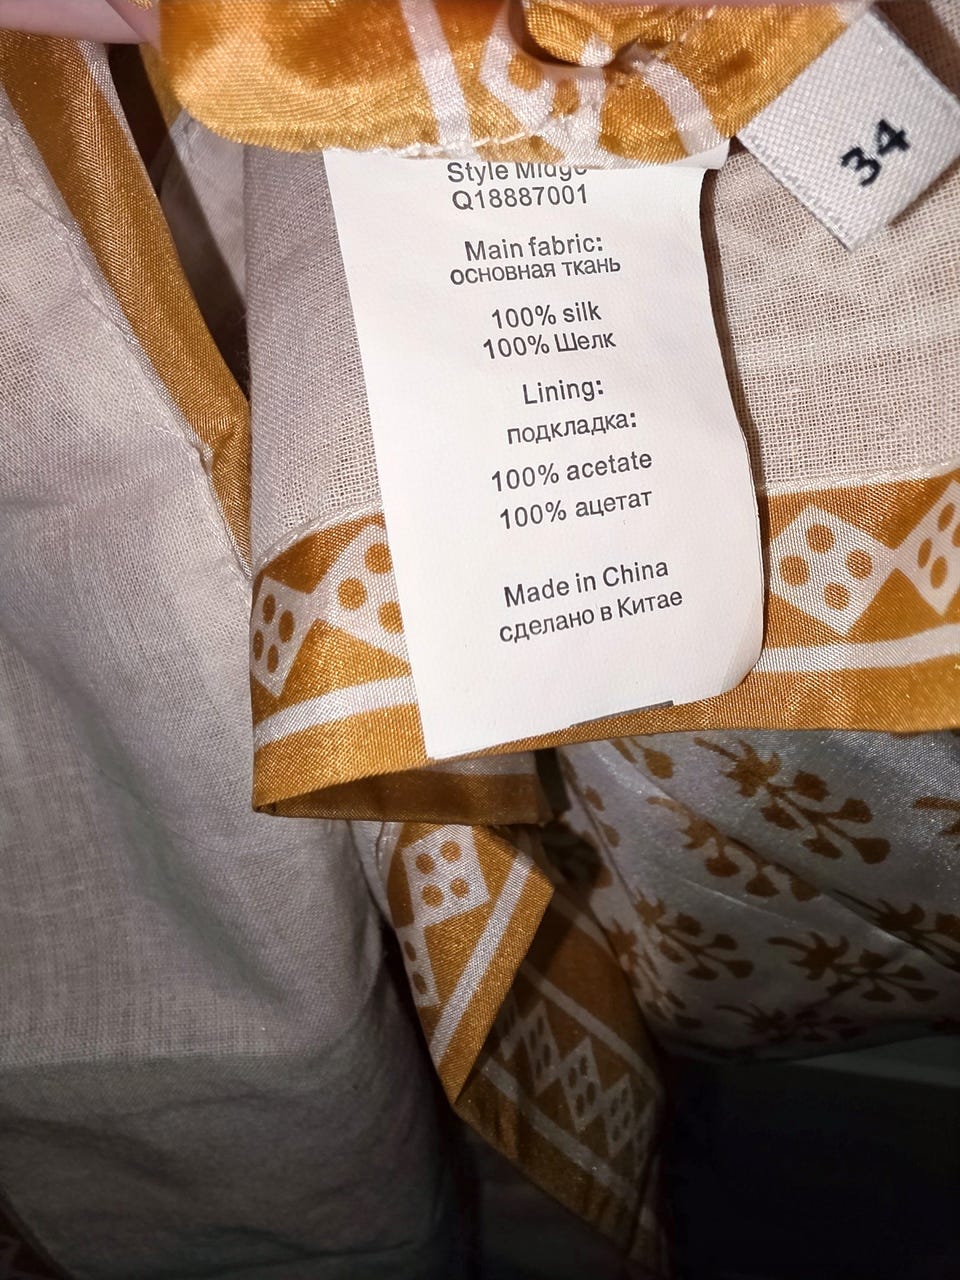 Style
Q18887001
Main fabric:
основная ткань
100% silk
100% Шелк
Lining:
подкладка:
100% acetate
100% ацетат
Made in China
сделано в Китае
34